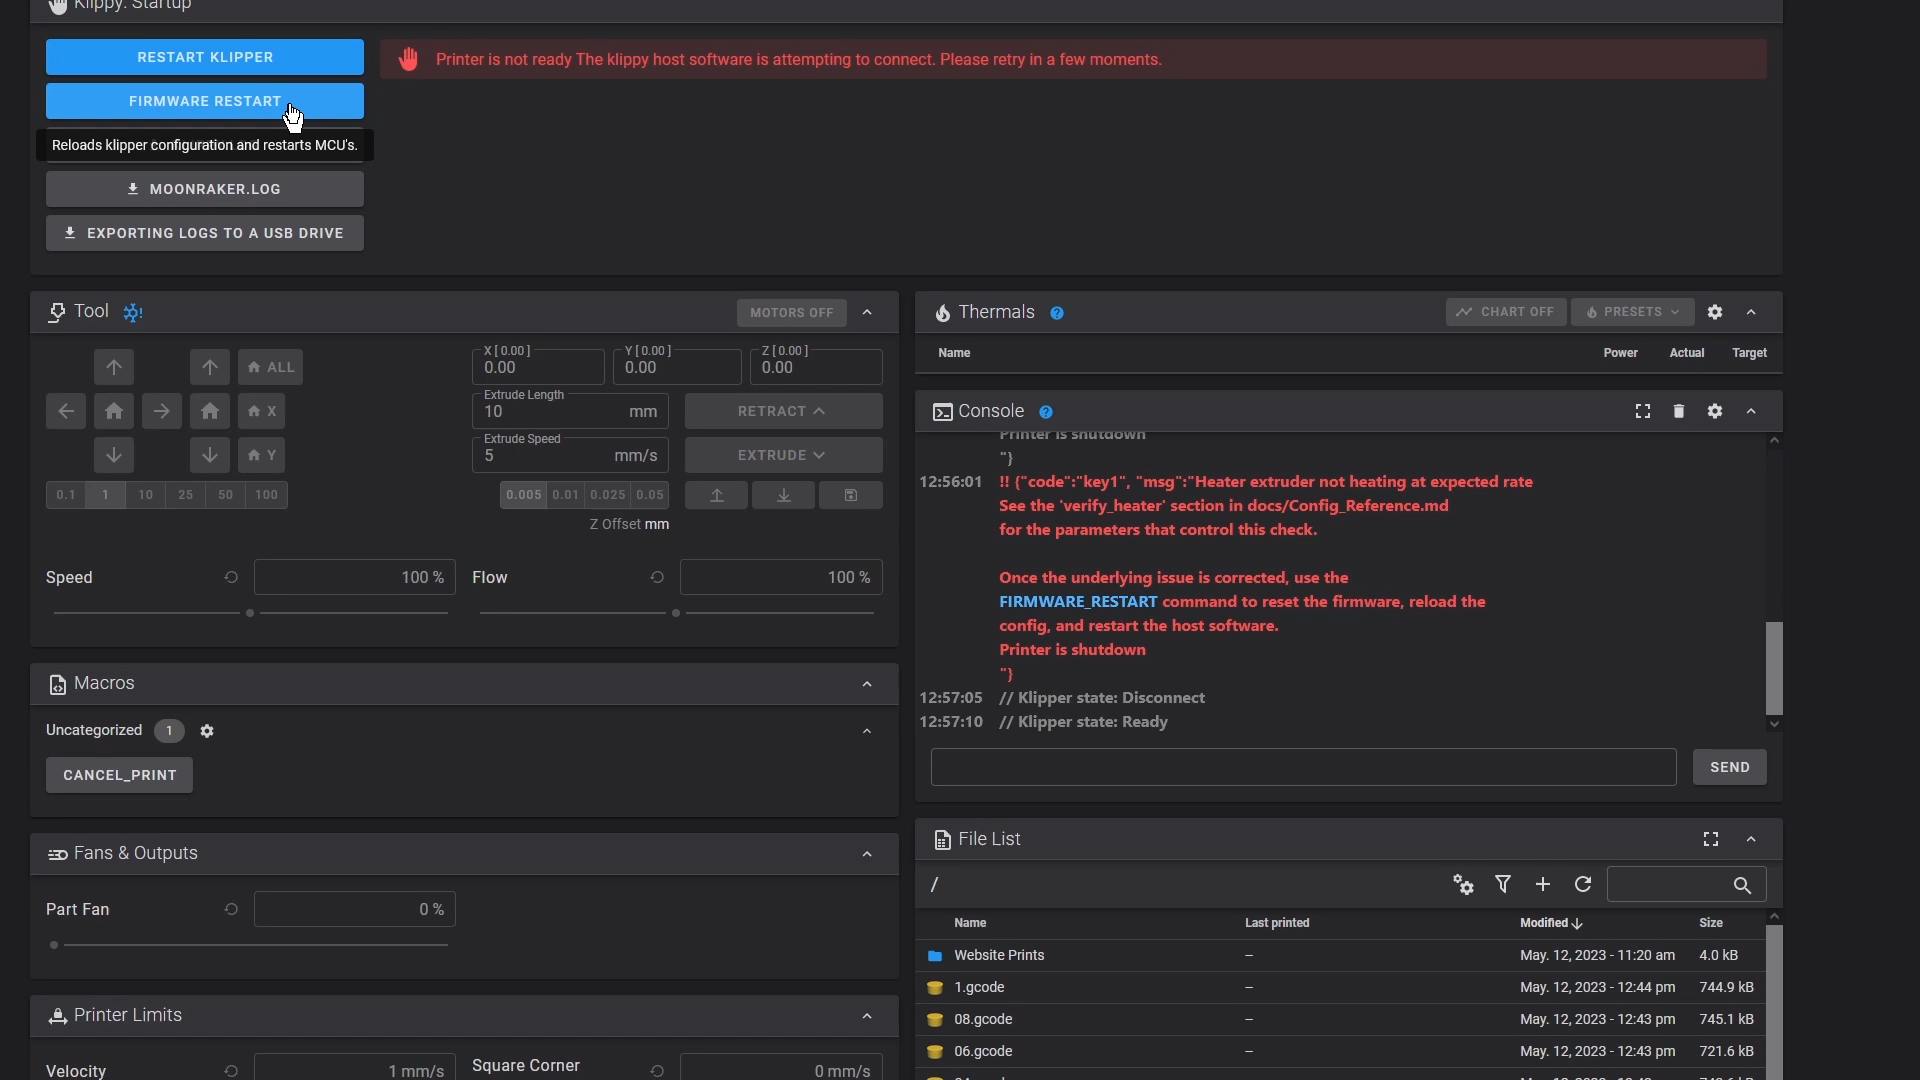 Klippy: Startup
RESTART KLIPPER
Printer is not ready The klippy host software is attempting to connect. Please retry in a few moments.
FIRMWARE RESTART
Reloads klipper configuration and restarts MCU's.
MOONRAKER.LOG
EXPORTING LOGS TO A USB DRIVE
Tool
MOTORS OFF
ALL
X
Y
0.1 1 10 25 50 100
X [ 0.00 ]
0.00
Y [ 0.00 ]
0.00
Z [ 0.00 ]
0.00
Extrude Length
10 mm
RETRACT
Extrude Speed
5 mm/s
EXTRUDE
0.005 0.01 0.025 0.05
Z Offset mm
Speed 100 %
Flow 100 %
Macros
Uncategorized 1
CANCEL_PRINT
Fans & Outputs
Part Fan 0 %
Printer Limits
Velocity 1 mm/s
Square Corner 0 mm/s
Thermals ?
CHART OFF
PRESETS
Name Power Actual Target
Console ?
Printer is shutdown
"}
12:56:01 !! {"code":"key1", "msg":"Heater extruder not heating at expected rate
See the 'verify_heater' section in docs/Config_Reference.md
for the parameters that control this check.
Once the underlying issue is corrected, use the
FIRMWARE_RESTART command to reset the firmware, reload the
config, and restart the host software.
Printer is shutdown
"}
12:57:05 // Klipper state: Disconnect
12:57:10 // Klipper state: Ready
SEND
File List
/
Name Last printed Modified Size
Website Prints – May. 12, 2023 - 11:20 am 4.0 kB
1.gcode – May. 12, 2023 - 12:44 pm 744.9 kB
08.gcode – May. 12, 2023 - 12:43 pm 745.1 kB
06.gcode – May. 12, 2023 - 12:43 pm 721.6 kB